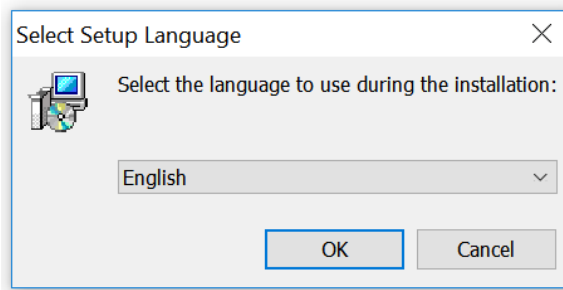 Select Setup Language
Select the language to use during the installation:
English
OK
Cancel